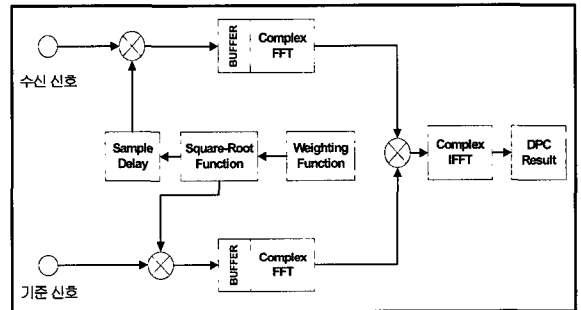 수신 신호
BUFFER
Complex
FFT
Sample
Delay
Square-Root
Function
Weighting
Function
Complex
IFFT
DPC
Result
기준 신호
BUFFER
Complex
FFT